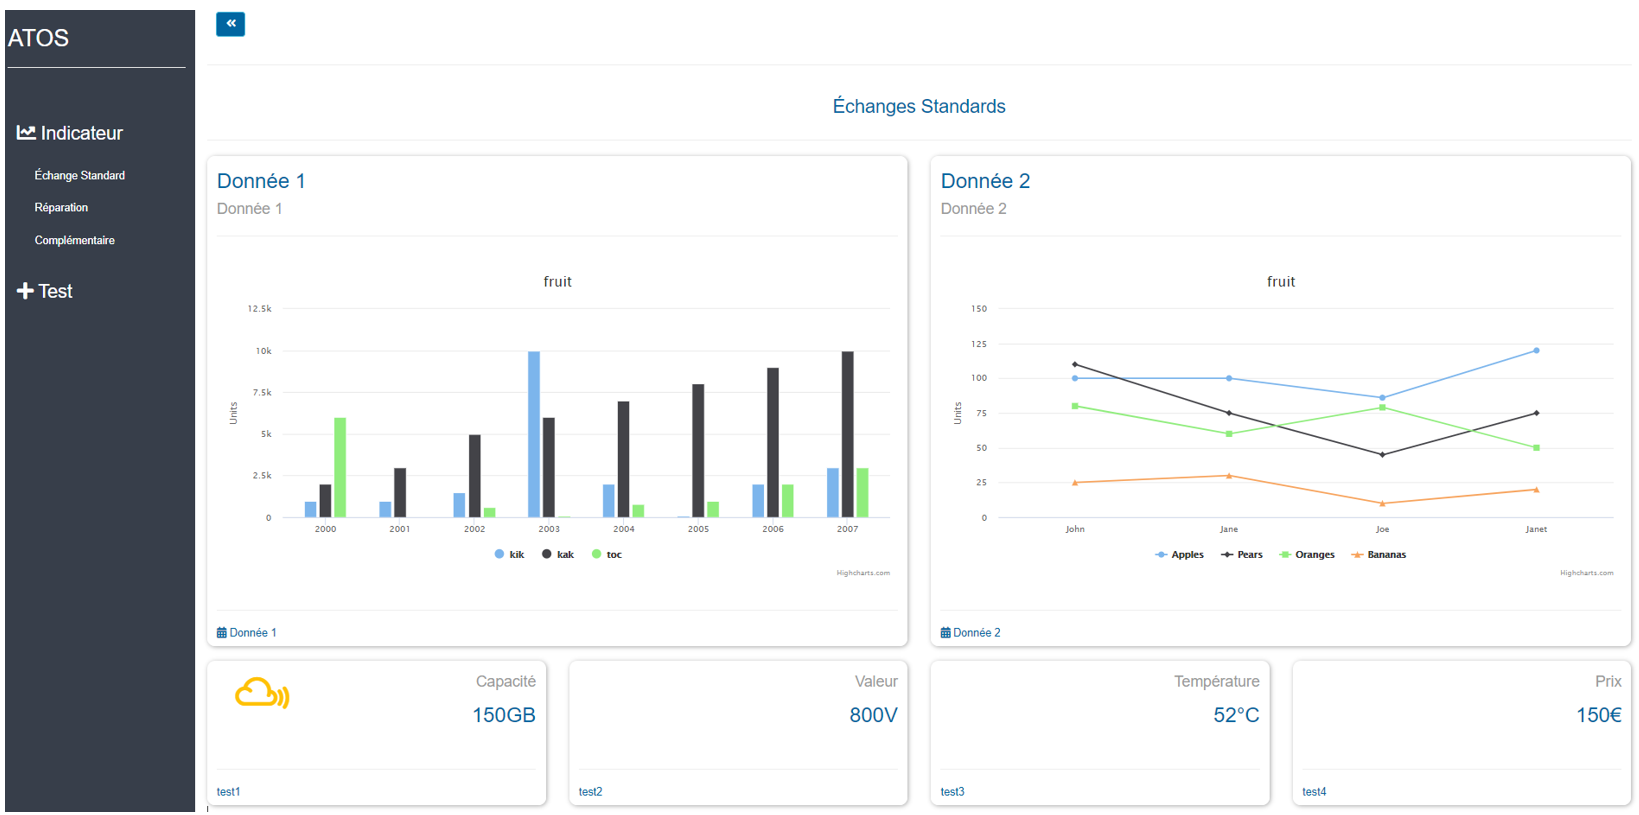 ATOS
Indicateur
Échange Standard
Réparation
Complémentaire
Test
«
Échanges Standards
Donnée 1
Donnée 1
fruit
Units
12.5k
10k
7.5k
5k
2.5k
0
2000 2001 2002 2003 2004 2005 2006 2007
kik kak toc
Highcharts.com
Donnée 1
Donnée 2
Donnée 2
fruit
Units
150
125
100
75
50
25
0
John Jane Joe Janet
Apples Pears Oranges Bananas
Highcharts.com
Donnée 2
Capacité
150GB
test1
Valeur
800V
test2
Température
52°C
test3
Prix
150€
test4